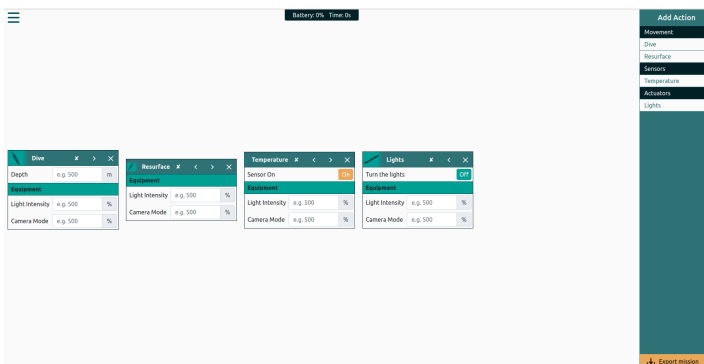 Battery: 0% Time: 0s
Add Action
Movement
Dive
Resurface
Sensors
Temperature
Actuators
Lights
Dive
Depth e.g. 500 m
Equipment
Light Intensity e.g. 500 %
Camera Mode e.g. 500 %
Resurface
Equipment
Light Intensity e.g. 500 %
Camera Mode e.g. 500 %
Temperature
Sensor On On
Equipment
Light Intensity e.g. 500 %
Camera Mode e.g. 500 %
Lights
Turn the lights Off
Equipment
Light Intensity e.g. 500 %
Camera Mode e.g. 500 %
Export mission